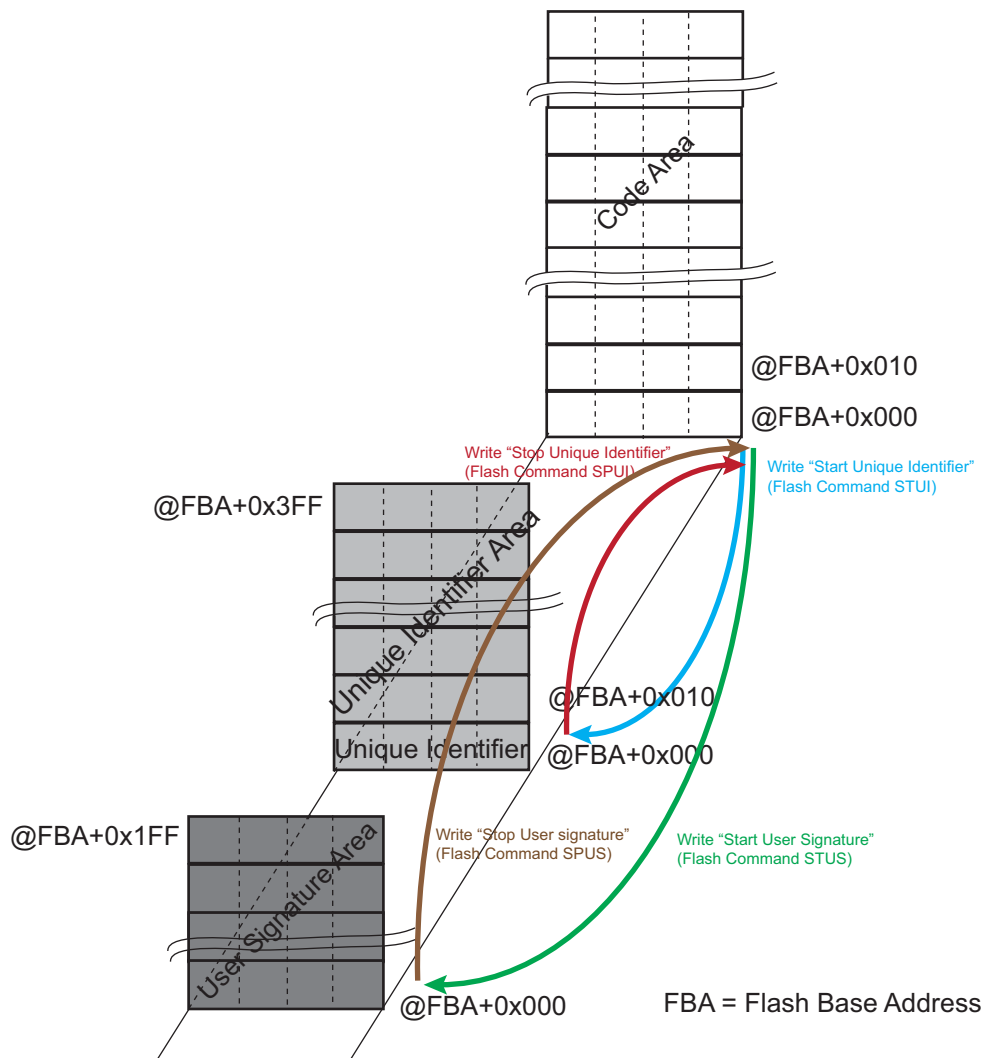 Code Area
@FBA+0x010
@FBA+0x000
Write “Stop Unique Identifier”
(Flash Command SPUI)
Write “Start Unique Identifier”
(Flash Command STUI)
@FBA+0x3FF
Unique Identifier Area
@FBA+0x010
Unique Identifier
@FBA+0x000
@FBA+0x1FF
Write “Stop User signature”
(Flash Command SPUS)
Write “Start User Signature”
(Flash Command STUS)
User Signature Area
@FBA+0x000
FBA = Flash Base Address